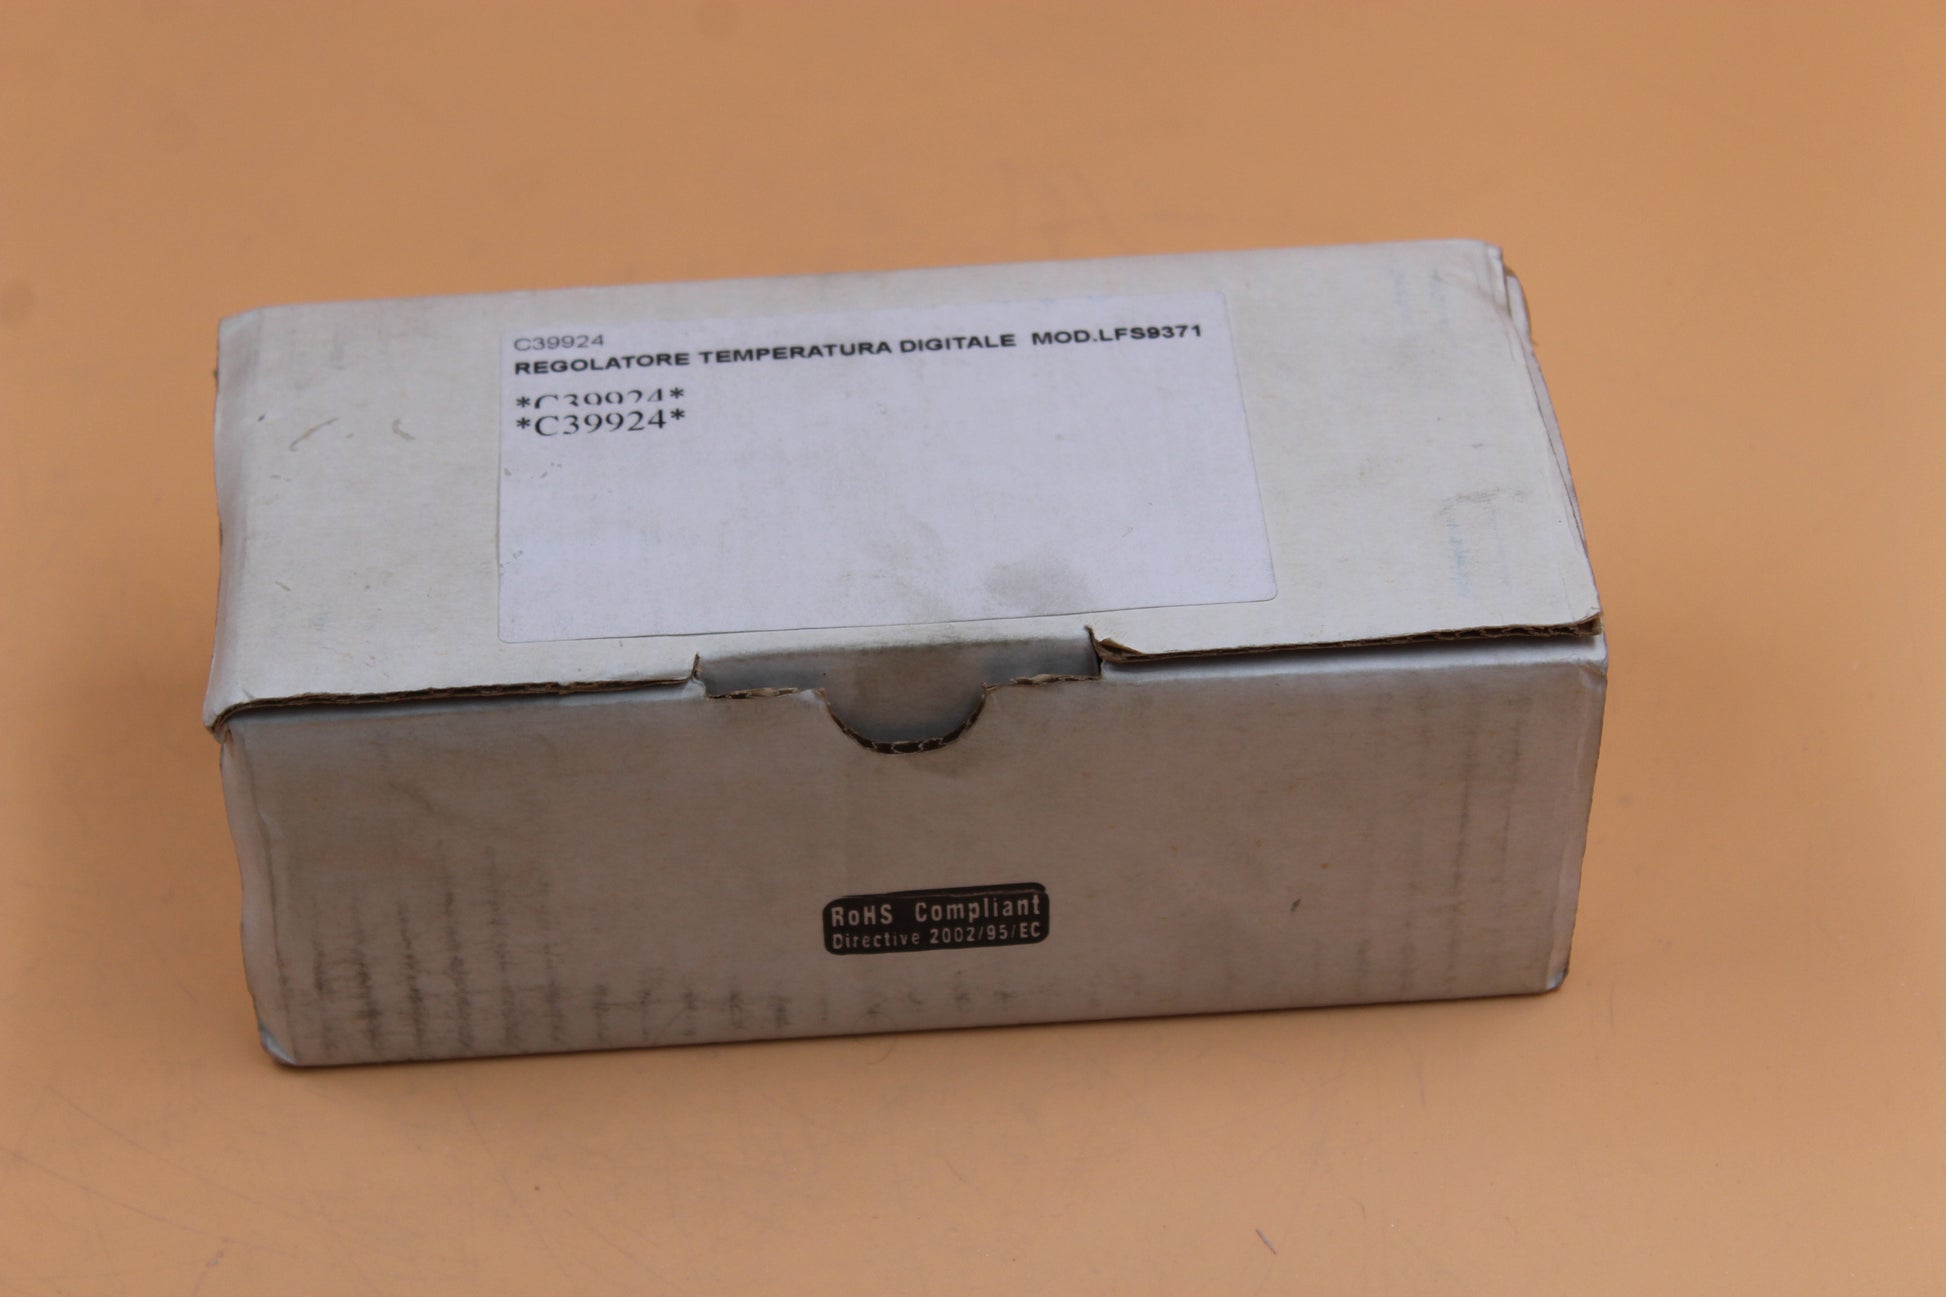 C39924
REGOLATORE TEMPERATURA DIGITALE MOD.LFS9371
*C39924*
*C39924*
RoHS Compliant
Directive 2002/95/EC